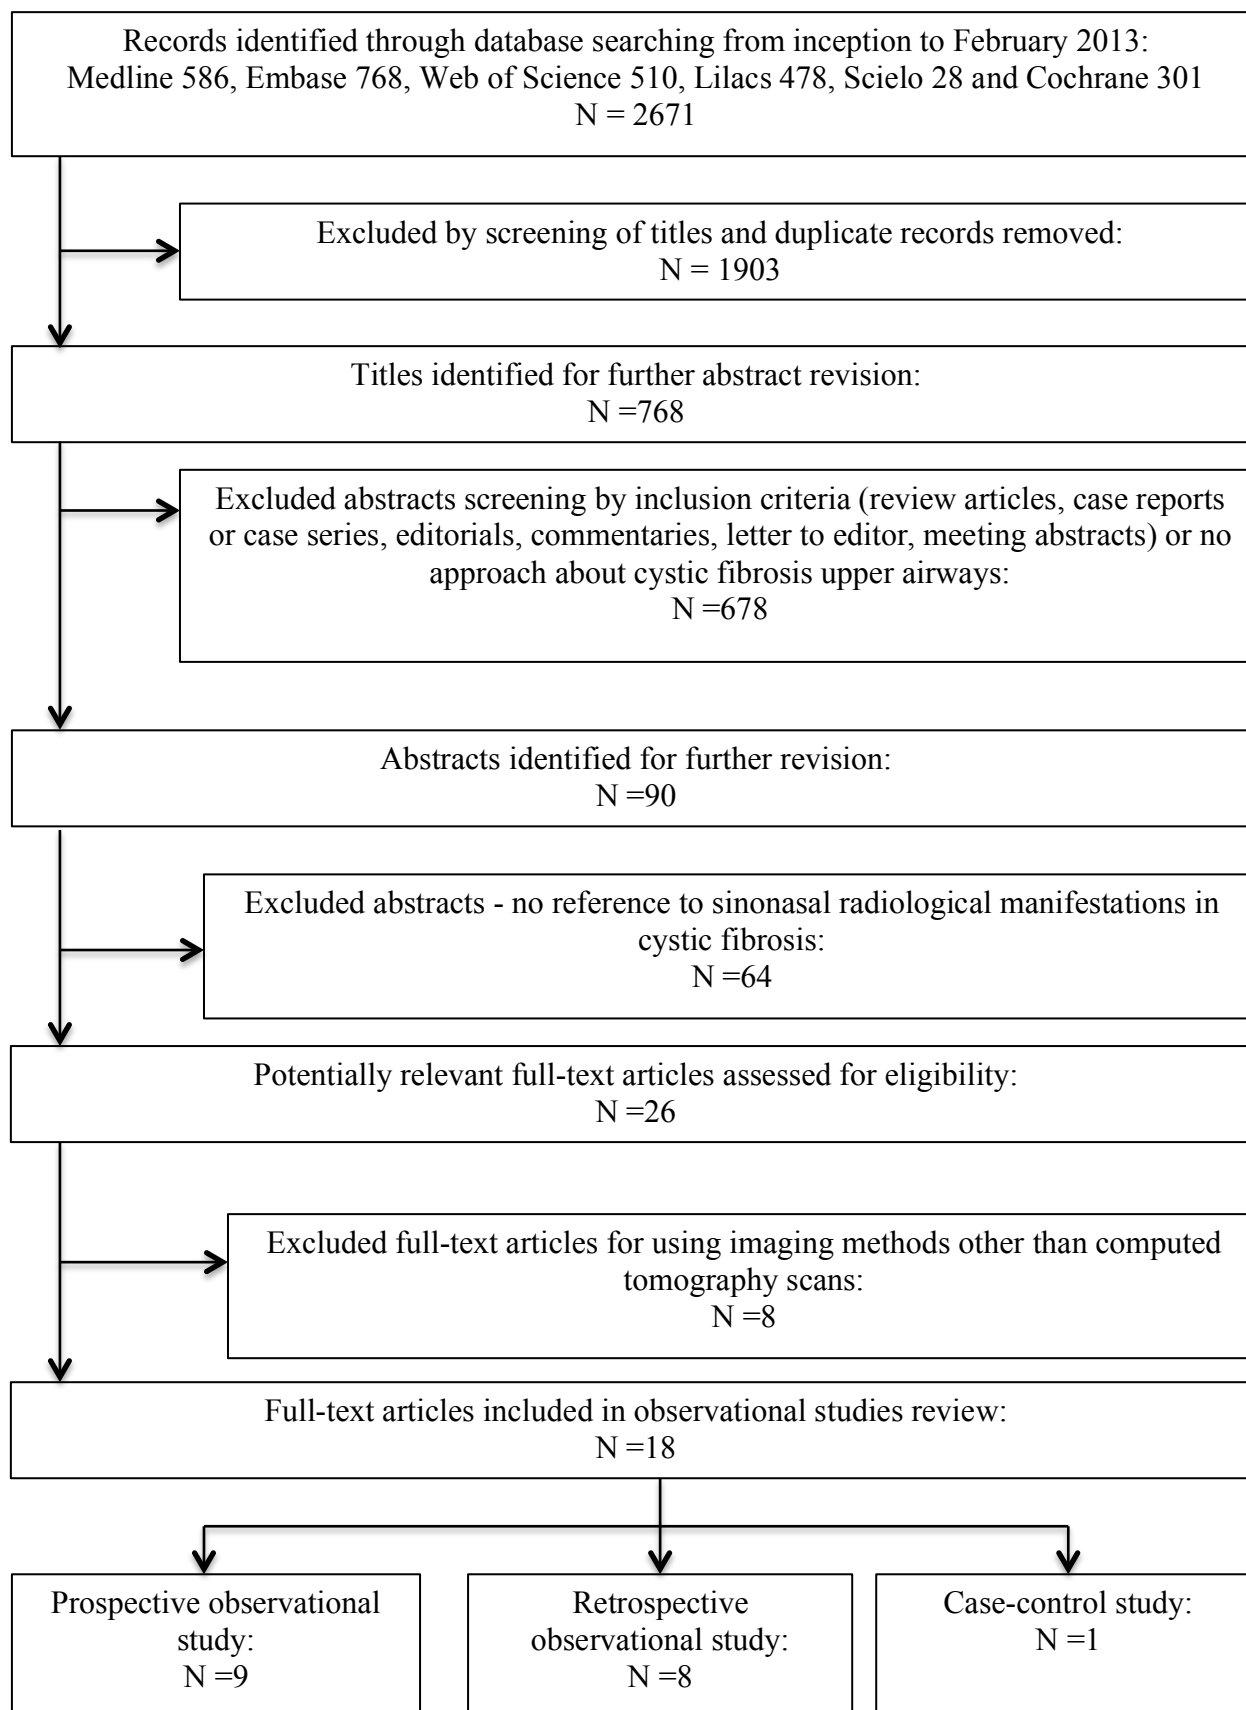 Records identified through database searching from inception to February 2013:
Medline 586, Embase 768, Web of Science 510, Lilacs 478, Scielo 28 and Cochrane 301
N = 2671
Excluded by screening of titles and duplicate records removed:
N = 1903
Titles identified for further abstract revision:
N =768
Excluded abstracts screening by inclusion criteria (review articles, case reports
or case series, editorials, commentaries, letter to editor, meeting abstracts) or no
approach about cystic fibrosis upper airways:
N =678
Abstracts identified for further revision:
N =90
Excluded abstracts - no reference to sinonasal radiological manifestations in
cystic fibrosis:
N =64
Potentially relevant full-text articles assessed for eligibility:
N =26
Excluded full-text articles for using imaging methods other than computed
tomography scans:
N =8
Full-text articles included in observational studies review:
N =18
Prospective observational
study:
N =9
Retrospective
observational study:
N =8
Case-control study:
N =1